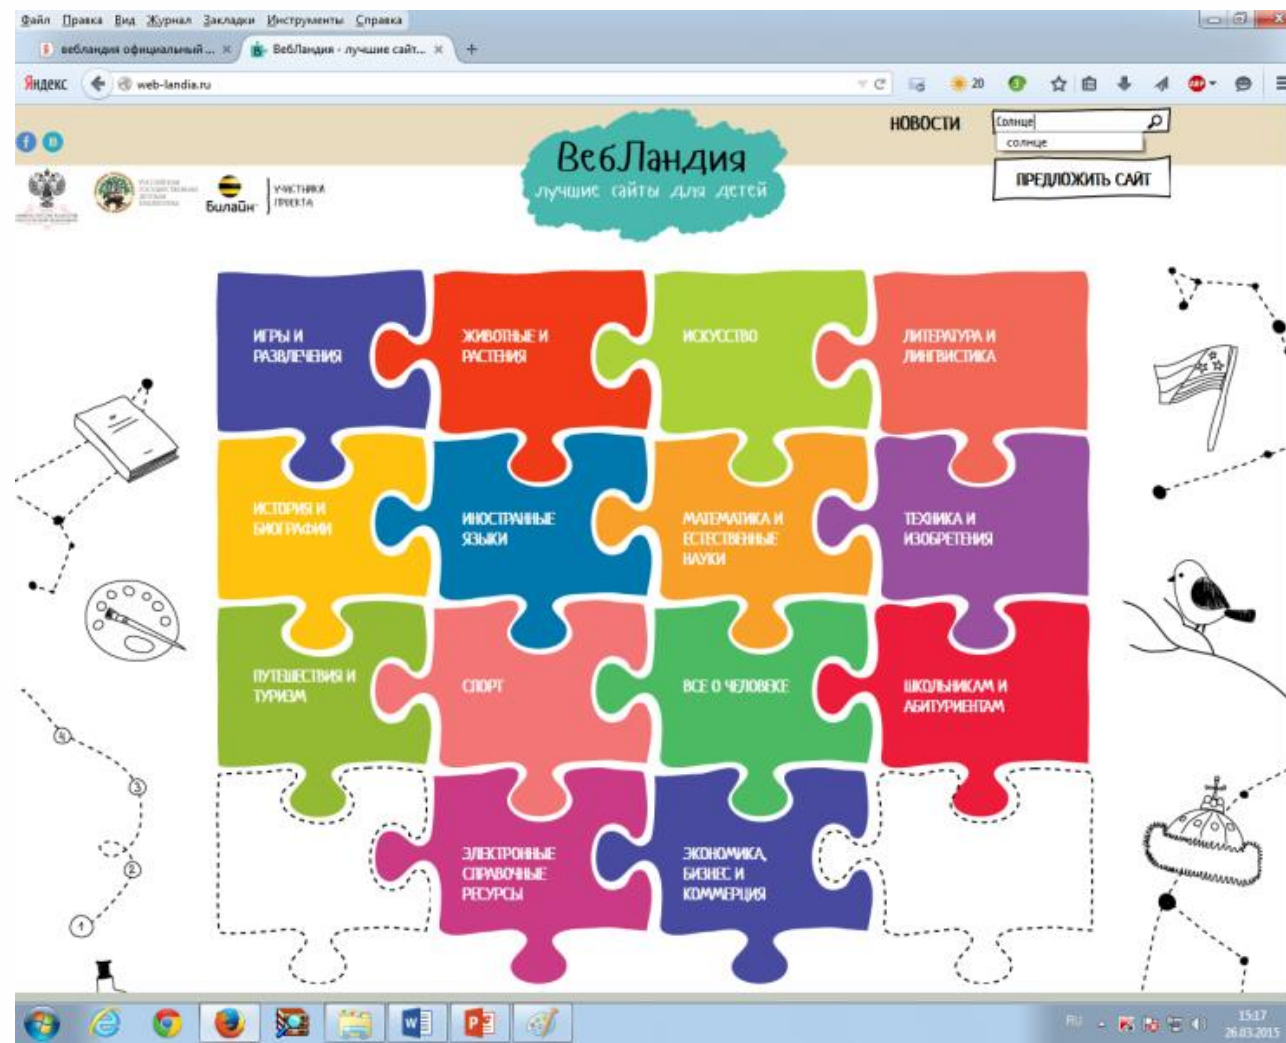 Файл Правка Вид Журнал Закладки Инструменты Справка
вебландия официальный ...
ВебЛандия - лучшие сайт...
Яндекс
web-landia.ru
20
3
ABP
НОВОСТИ
Солнце
солнце
ПРЕДЛОЖИТЬ САЙТ
ВебЛандия
лучшие сайты для детей
Билайн
УЧАСТНИКИ
ПРОЕКТА
ИГРЫ И
РАЗВЛЕЧЕНИЯ
ЖИВОТНЫЕ И
РАСТЕНИЯ
ИСКУССТВО
ЛИТЕРАТУРА И
ЛИНГВИСТИКА
ИСТОРИЯ И
БИОГРАФИИ
ИНОСТРАННЫЕ
ЯЗЫКИ
МАТЕМАТИКА И
ЕСТЕСТВЕННЫЕ
НАУКИ
ТЕХНИКА И
ИЗОБРЕТЕНИЯ
ПУТЕШЕСТВИЯ И
ТУРИЗМ
СПОРТ
ВСЕ О ЧЕЛОВЕКЕ
ШКОЛЬНИКАМ И
АБИТУРИЕНТАМ
4
3
2
1
ЭЛЕКТРОННЫЕ
СПРАВОЧНЫЕ
РЕСУРСЫ
ЭКОНОМИКА,
БИЗНЕС И
КОММЕРЦИЯ
RU
15:17
26.03.2015